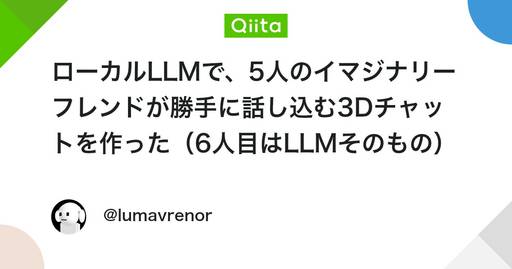 Qiita
ローカルLLMで、5人のイマジナリー
フレンドが勝手に話し込む3Dチャッ
トを作った（6人目はLLMそのもの）
@lumavrenor